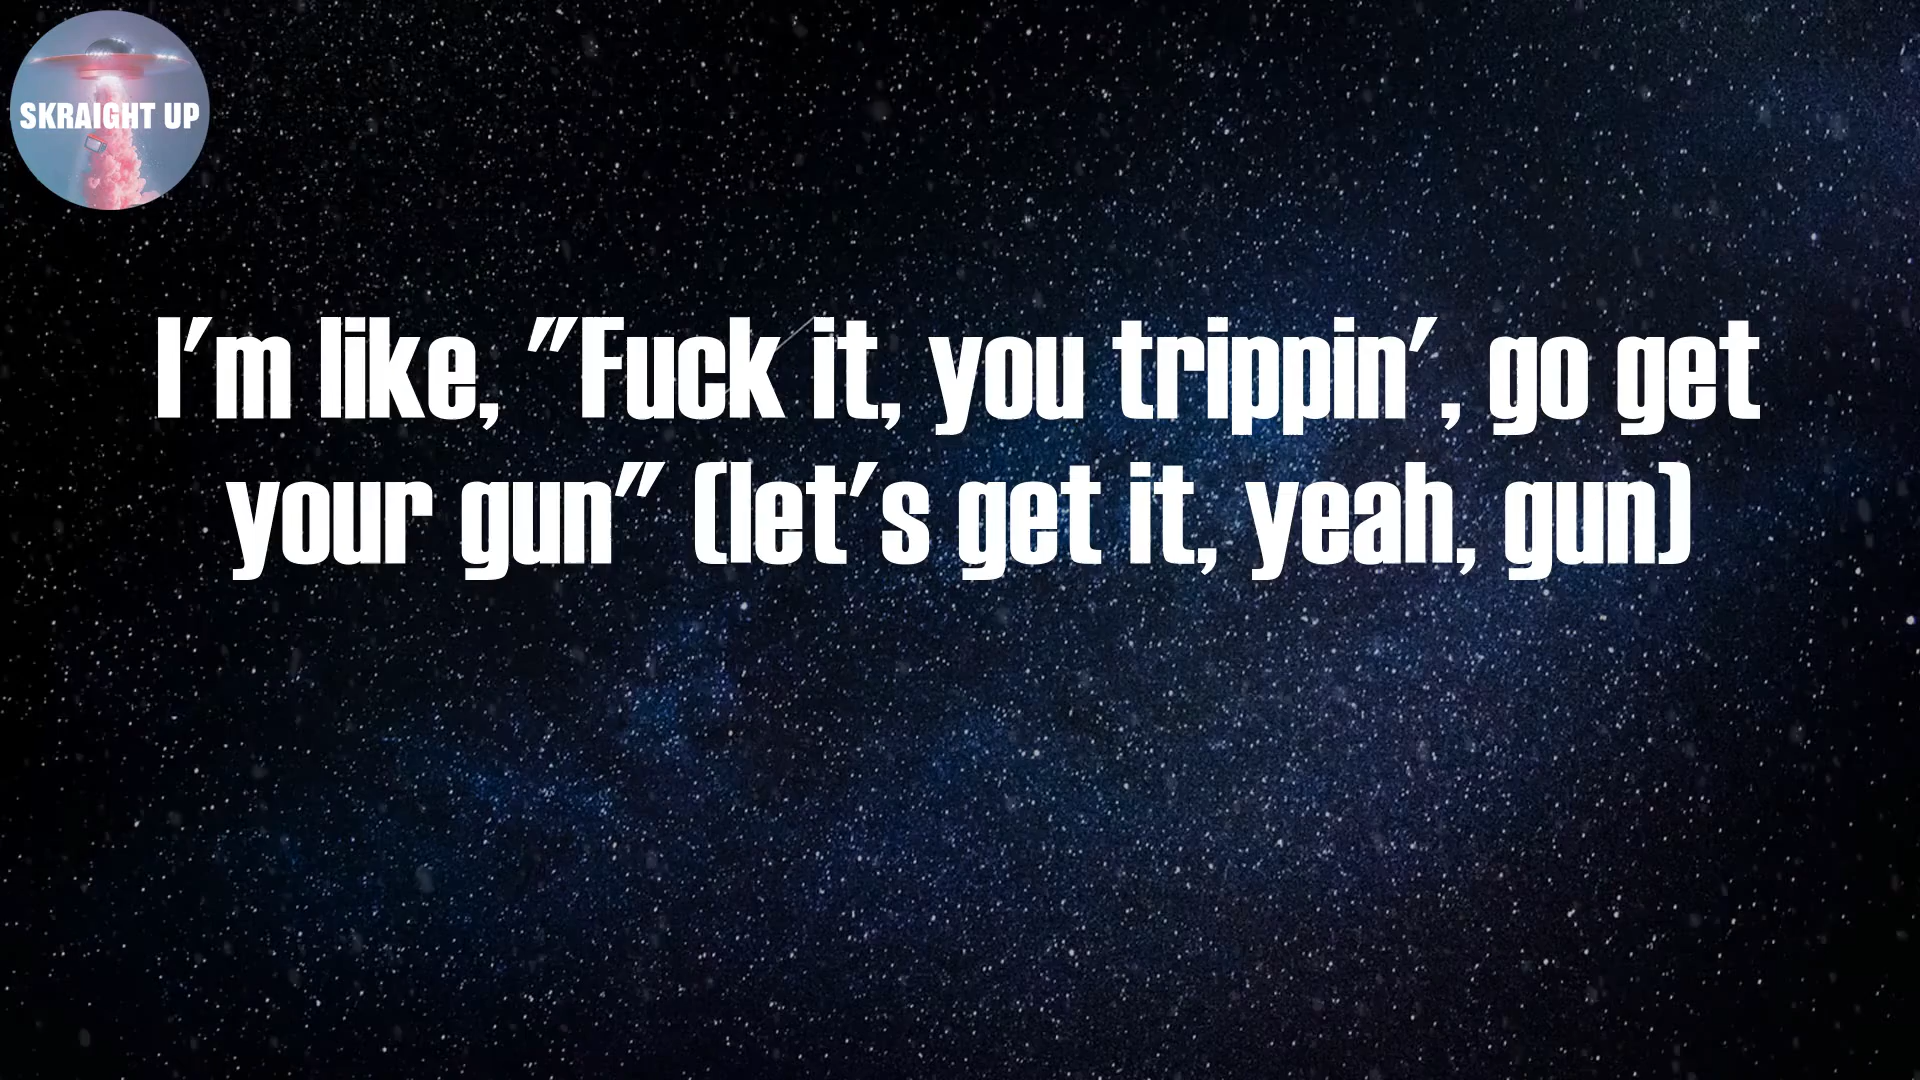 SKRAIGHT UP
I'm like, "Fuck it, you trippin', go get
your gun" (let's get it, yeah, gun)